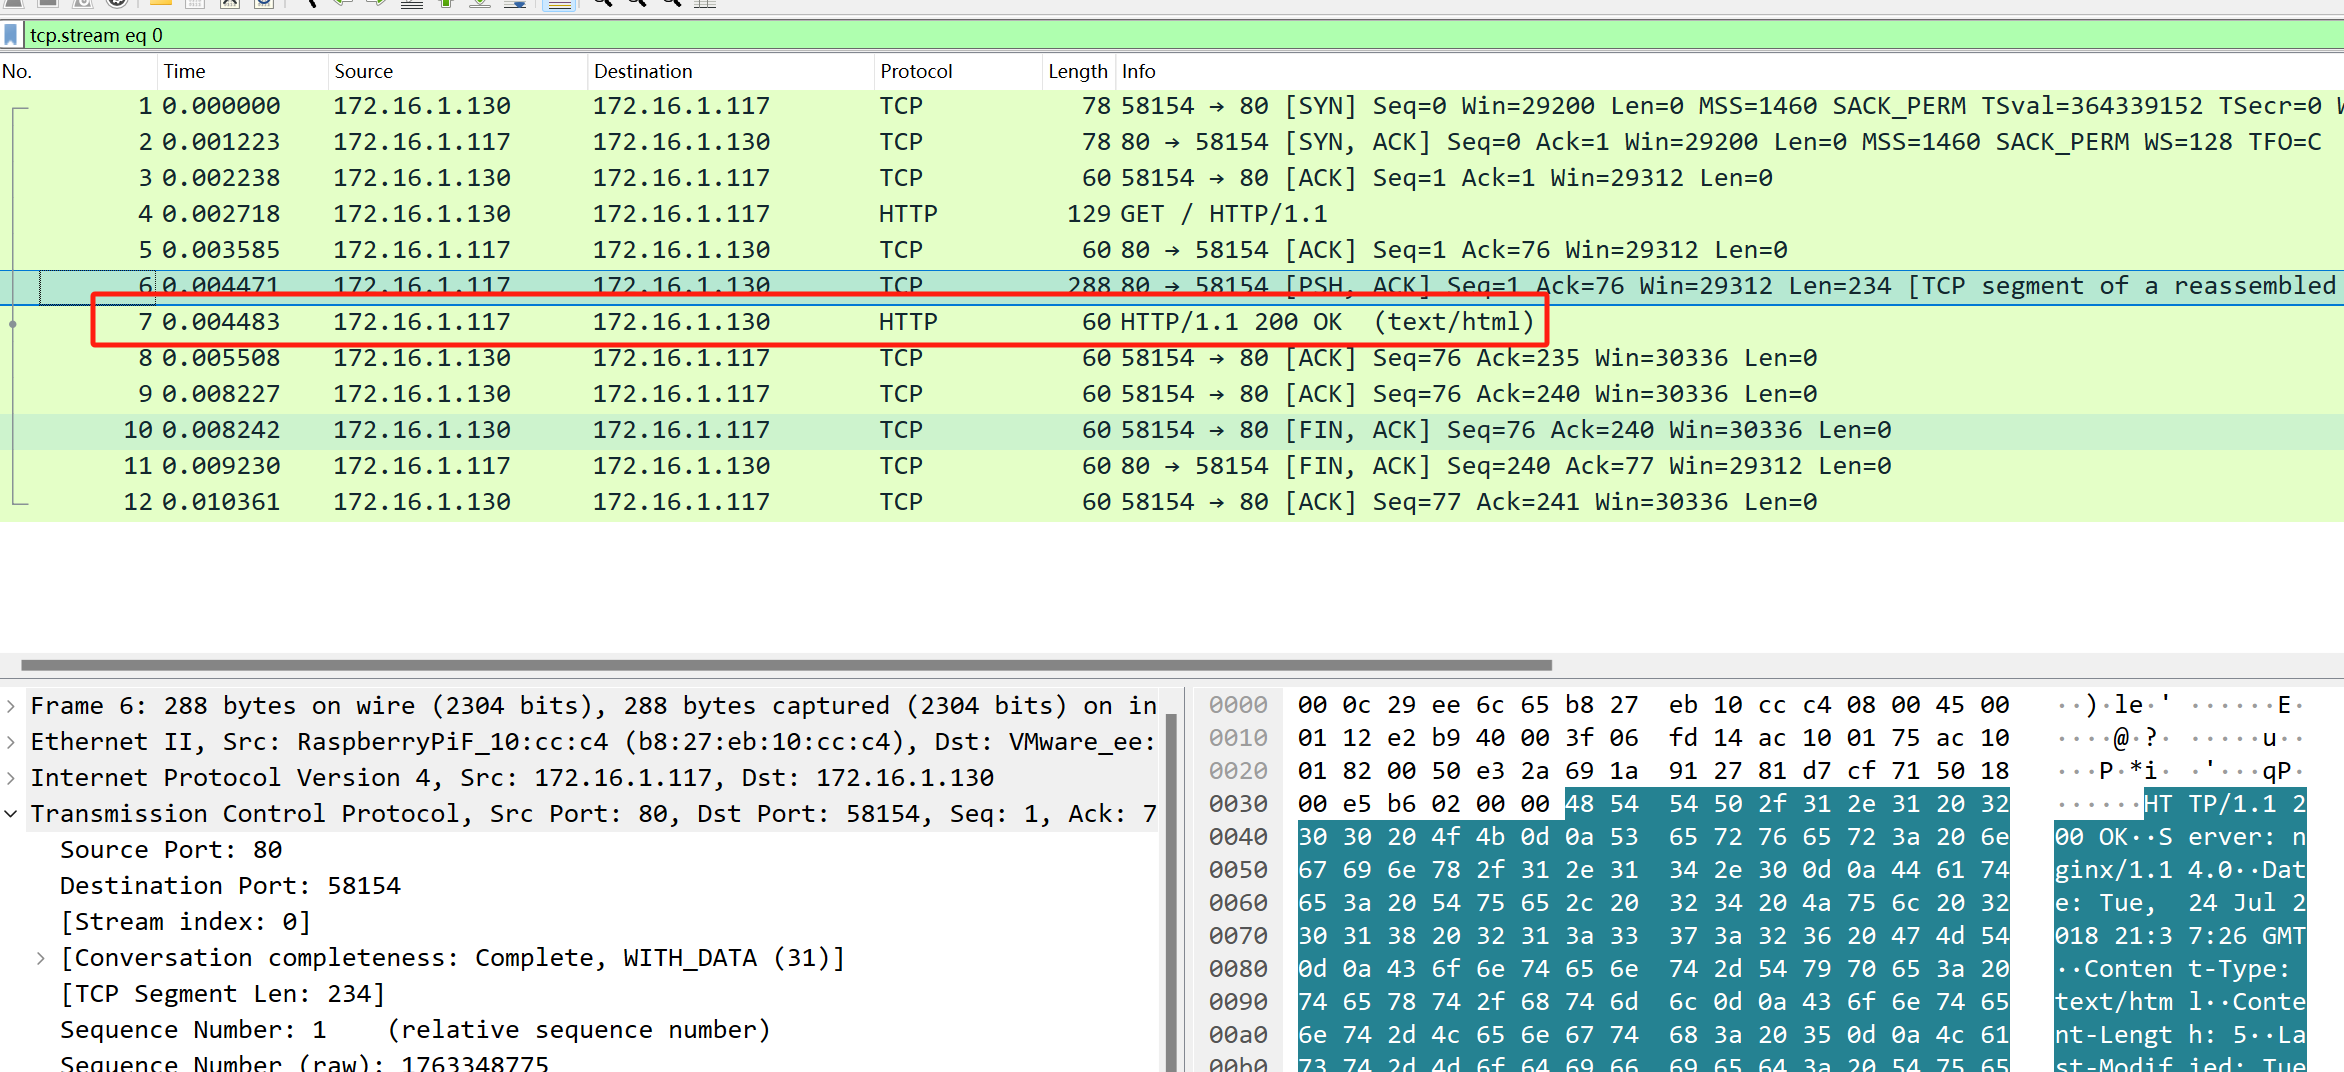 tcp.stream eq 0
No. Time Source Destination Protocol Length Info
1 0.000000 172.16.1.130 172.16.1.117 TCP 78 58154 → 80 [SYN] Seq=0 Win=29200 Len=0 MSS=1460 SACK_PERM TSval=364339152 TSecr=0
2 0.001223 172.16.1.117 172.16.1.130 TCP 78 80 → 58154 [SYN, ACK] Seq=0 Ack=1 Win=29200 Len=0 MSS=1460 SACK_PERM WS=128 TFO=C
3 0.002238 172.16.1.130 172.16.1.117 TCP 60 58154 → 80 [ACK] Seq=1 Ack=1 Win=29312 Len=0
4 0.002718 172.16.1.130 172.16.1.117 HTTP 129 GET / HTTP/1.1
5 0.003585 172.16.1.117 172.16.1.130 TCP 60 80 → 58154 [ACK] Seq=1 Ack=76 Win=29312 Len=0
6 0.004471 172.16.1.117 172.16.1.130 TCP 288 80 → 58154 [PSH, ACK] Seq=1 Ack=76 Win=29312 Len=234 [TCP segment of a reassembled
7 0.004483 172.16.1.117 172.16.1.130 HTTP 60 HTTP/1.1 200 OK (text/html)
8 0.005508 172.16.1.130 172.16.1.117 TCP 60 58154 → 80 [ACK] Seq=76 Ack=235 Win=30336 Len=0
9 0.008227 172.16.1.130 172.16.1.117 TCP 60 58154 → 80 [ACK] Seq=76 Ack=240 Win=30336 Len=0
10 0.008242 172.16.1.130 172.16.1.117 TCP 60 58154 → 80 [FIN, ACK] Seq=76 Ack=240 Win=30336 Len=0
11 0.009230 172.16.1.117 172.16.1.130 TCP 60 80 → 58154 [FIN, ACK] Seq=240 Ack=77 Win=29312 Len=0
12 0.010361 172.16.1.130 172.16.1.117 TCP 60 58154 → 80 [ACK] Seq=77 Ack=241 Win=30336 Len=0
Frame 6: 288 bytes on wire (2304 bits), 288 bytes captured (2304 bits) on in
Ethernet II, Src: RaspberryPiF_10:cc:c4 (b8:27:eb:10:cc:c4), Dst: VMware_ee:
Internet Protocol Version 4, Src: 172.16.1.117, Dst: 172.16.1.130
Transmission Control Protocol, Src Port: 80, Dst Port: 58154, Seq: 1, Ack: 7
Source Port: 80
Destination Port: 58154
[Stream index: 0]
[Conversation completeness: Complete, WITH_DATA (31)]
[TCP Segment Len: 234]
Sequence Number: 1 (relative sequence number)
Sequence Number (raw): 1763348775
0000 00 0c 29 ee 6c 65 b8 27 eb 10 cc c4 08 00 45 00 ··)·le·' ······E·
0010 01 12 e2 b9 40 00 3f 06 fd 14 ac 10 01 75 ac 10 ····@·?· ·····u··
0020 01 82 00 50 e3 2a 69 1a 91 27 81 d7 cf 71 50 18 ···P·*i· ·'···qP·
0030 00 e5 b6 02 00 00 48 54 54 50 2f 31 2e 31 20 32 ······HT TP/1.1 2
0040 30 30 20 4f 4b 0d 0a 53 65 72 76 65 72 3a 20 6e 00 OK··S erver: n
0050 67 69 6e 78 2f 31 2e 31 34 2e 30 0d 0a 44 61 74 ginx/1.1 4.0··Dat
0060 65 3a 20 54 75 65 2c 20 32 34 20 4a 75 6c 20 32 e: Tue, 24 Jul 2
0070 30 31 38 20 32 31 3a 33 37 3a 32 36 20 47 4d 54 018 21:3 7:26 GMT
0080 0d 0a 43 6f 6e 74 65 6e 74 2d 54 79 70 65 3a 20 ··Conten t-Type:
0090 74 65 78 74 2f 68 74 6d 6c 0d 0a 43 6f 6e 74 65 text/htm l··Conte
00a0 6e 74 2d 4c 65 6e 67 74 68 3a 20 35 0d 0a 4c 61 nt-Lengt h: 5··La
00b0 73 74 2d 4d 6f 64 69 66 69 65 64 3a 20 54 75 65 st-Modif ied: Tue